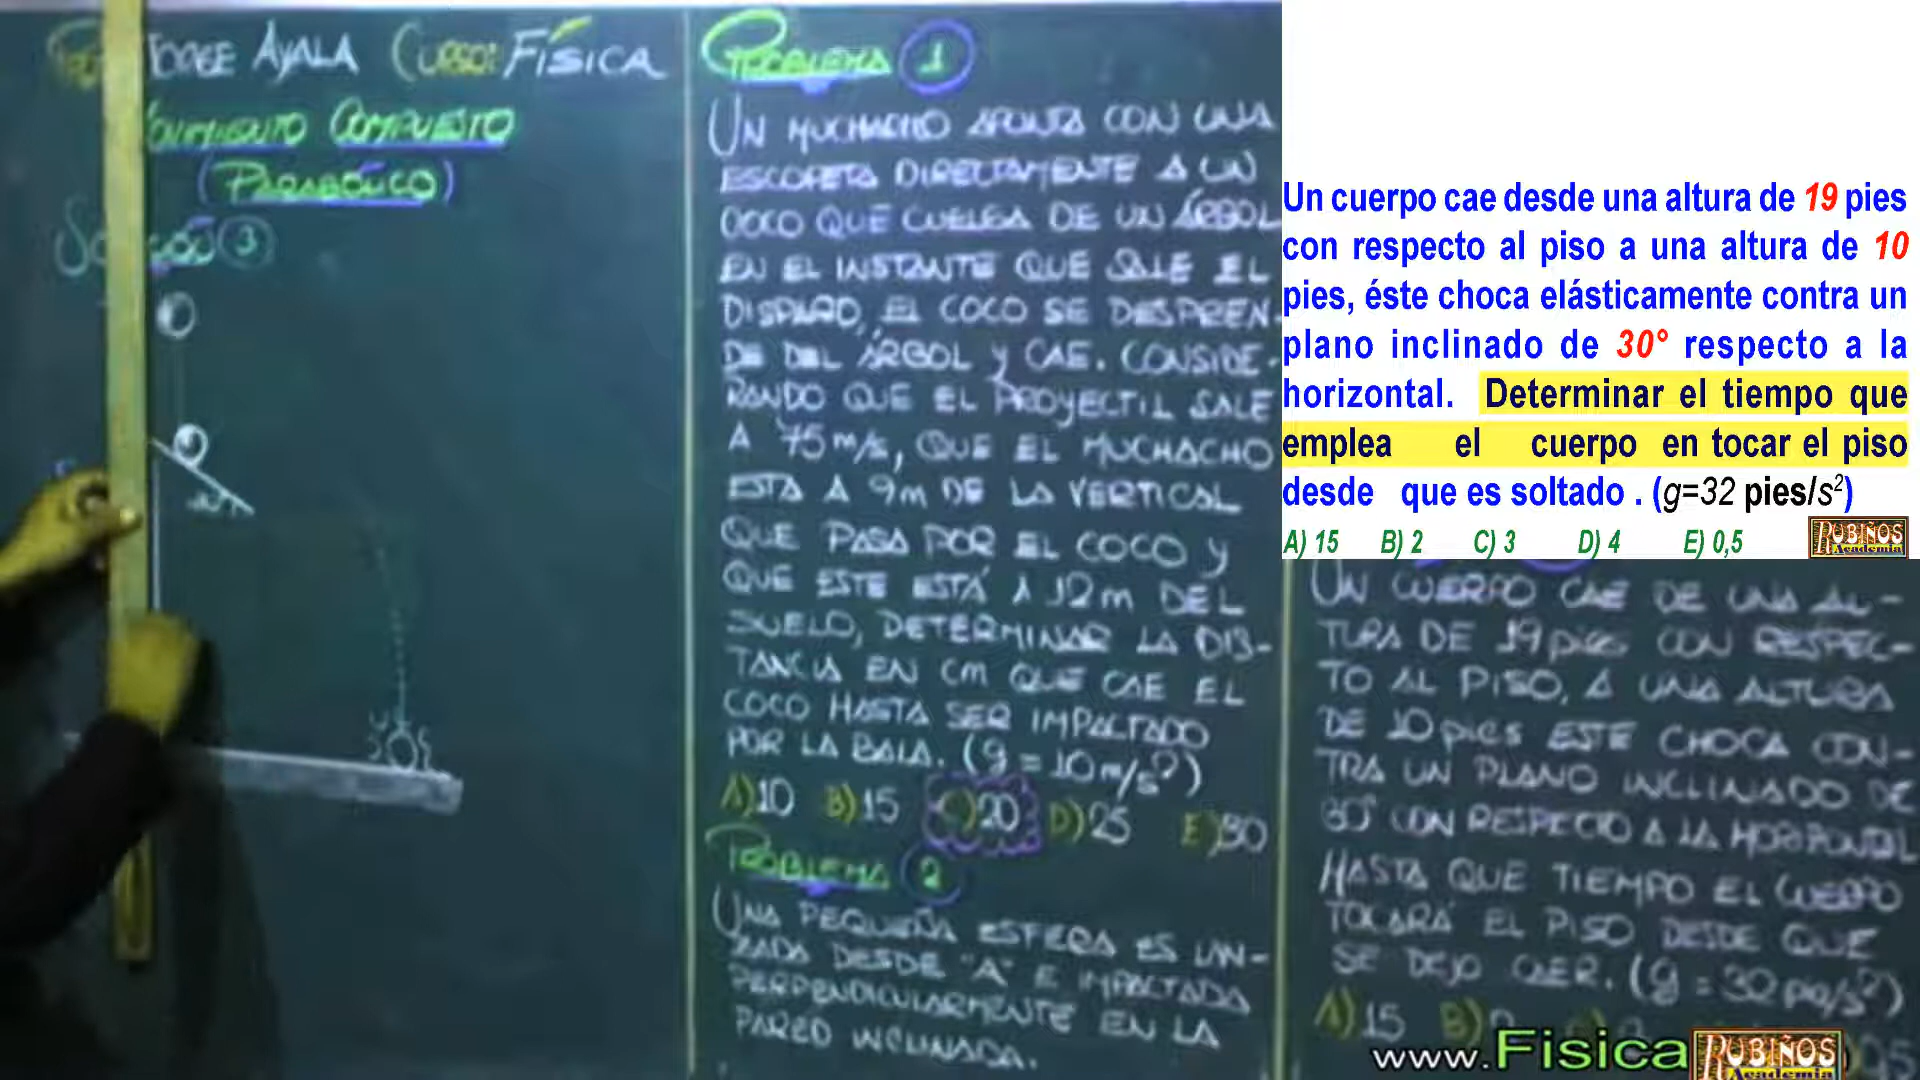 JORGE AYALA CURSO: FÍSICA
COMPUESTO
(PARABÓLICO)
3
PROBLEMA 1
UN MUCHACHO APUNTA CON UNA
ESCOPETA DIRECTAMENTE A UN
COCO QUE CUELGA DE UN ÁRBOL
EN EL INSTANTE QUE SALE EL
DISPARO, EL COCO SE DESPREN-
DE DEL ÁRBOL Y CAE. CONSIDE-
RANDO QUE EL PROYECTIL SALE
A 75 m/s, QUE EL MUCHACHO
ESTA A 9m DE LA VERTICAL
QUE PASA POR EL COCO Y
QUE ESTE ESTÁ A 12m DEL
SUELO, DETERMINAR LA DIS-
TANCIA EN cm QUE CAE EL
COCO HASTA SER IMPACTADO
POR LA BALA. (g = 10 m/s²)
A) 10 B) 15 C) 20 D) 25 E) 30
PROBLEMA 2
UNA PEQUEÑA ESFERA ES LAN-
ZADA DESDE "A" E IMPACTADA
PERPENDICULARMENTE EN LA
PARED INCLINADA.
Un cuerpo cae desde una altura de 19 pies
con respecto al piso a una altura de 10
pies, éste choca elásticamente contra un
plano inclinado de 30° respecto a la
horizontal. Determinar el tiempo que
emplea el cuerpo en tocar el piso
desde que es soltado . (g=32 pies/s²)
A) 15 B) 2 C) 3 D) 4 E) 0,5
RUBIÑOS
Academia
UN CUERPO CAE DE UNA AL-
TURA DE 19 pies CON RESPEC-
TO AL PISO, A UNA ALTURA
DE 10 pies ESTE CHOCA CON-
TRA UN PLANO INCLINADO DE
30° CON RESPECTO A LA HORIZONTAL
HASTA QUE TIEMPO EL CUERPO
TOCARÁ EL PISO DESDE QUE
SE DEJO CAER. (g = 32 pie/s²)
A) 15 B)
www.Fisica RUBIÑOS
Academia